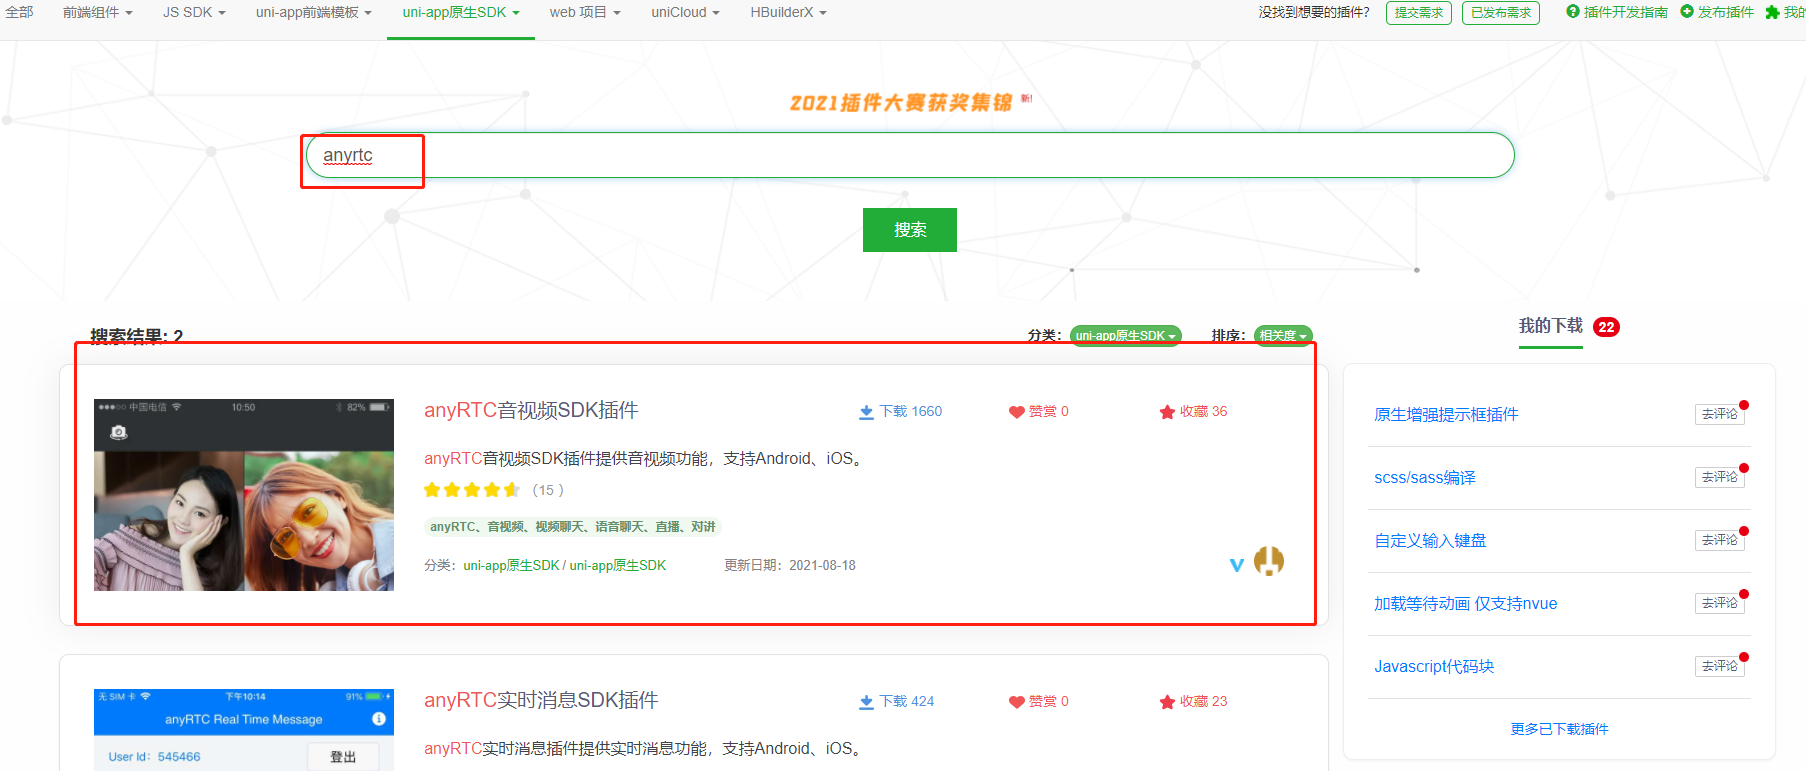 全部 前端组件 JS SDK uni-app前端模板 uni-app原生SDK web 项目 uniCloud HBuilderX 没找到想要的插件? 提交需求 已发布需求 插件开发指南 发布插件 我的
2021插件大赛获奖集锦 新!
anyrtc
搜索
搜索结果: 2 分类: uni-app原生SDK 排序: 相关度
我的下载 22
中国电信 10:50 82%
anyRTC音视频SDK插件 下载 1660 赞赏 0 收藏 36
anyRTC音视频SDK插件提供音视频功能，支持Android、iOS。
（15 ）
anyRTC、音视频、视频聊天、语音聊天、直播、对讲
分类：uni-app原生SDK / uni-app原生SDK 更新日期：2021-08-18
原生增强提示框插件 去评论
scss/sass编译 去评论
自定义输入键盘 去评论
加载等待动画 仅支持nvue 去评论
Javascript代码块 去评论
更多已下载插件
无 SIM 卡 下午10:14 91%
anyRTC Real Time Message
User Id：545466 登出
anyRTC实时消息SDK插件 下载 424 赞赏 0 收藏 23
anyRTC实时消息插件提供实时消息功能，支持Android、iOS。